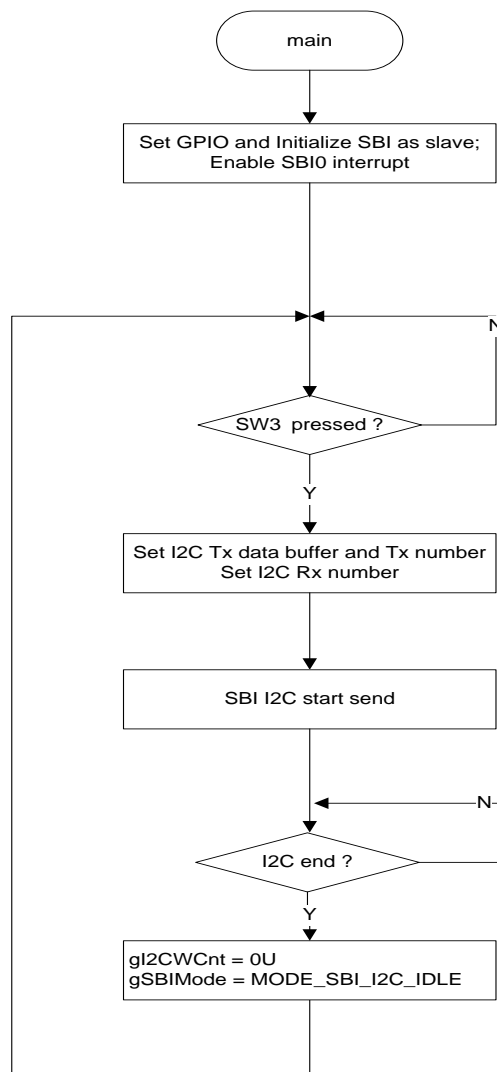 main
Set GPIO and Initialize SBI as slave;
Enable SBI0 interrupt
N
SW3 pressed ?
Y
Set I2C Tx data buffer and Tx number
Set I2C Rx number
SBI I2C start send
N
I2C end ?
Y
gI2CWCnt = 0U
gSBIMode = MODE_SBI_I2C_IDLE